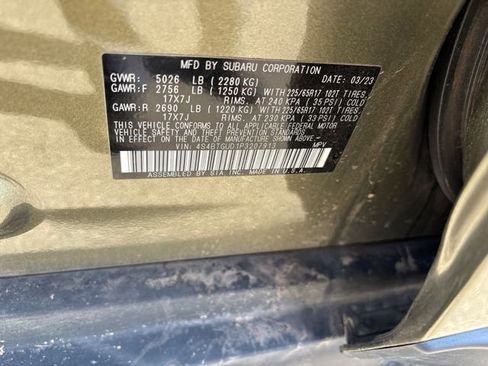 MFD BY SUBARU CORPORATION
GVWR: 5026 LB (2280 KG) DATE: 03/23
GAWR:F 2756 LB (1250 KG) WITH 225/65R17 102T TIRES,
17X7J RIMS, AT 240 KPA (35 PSI) COLD
GAWR:R 2690 LB (1220 KG) WITH 225/65R17 102T TIRES,
17X7J RIMS, AT 230 KPA (33 PSI) COLD
THIS VEHICLE CONFORMS TO ALL APPLICABLE FEDERAL MOTOR
VEHICLE SAFETY, BUMPER, AND THEFT PREVENTION STANDARDS
IN EFFECT ON THE DATE OF MANUFACTURE SHOWN ABOVE.
VIN: 4S4BTGUD1P3207913 MPV
ASSEMBLED BY SIA, INC. MADE IN U.S.A.